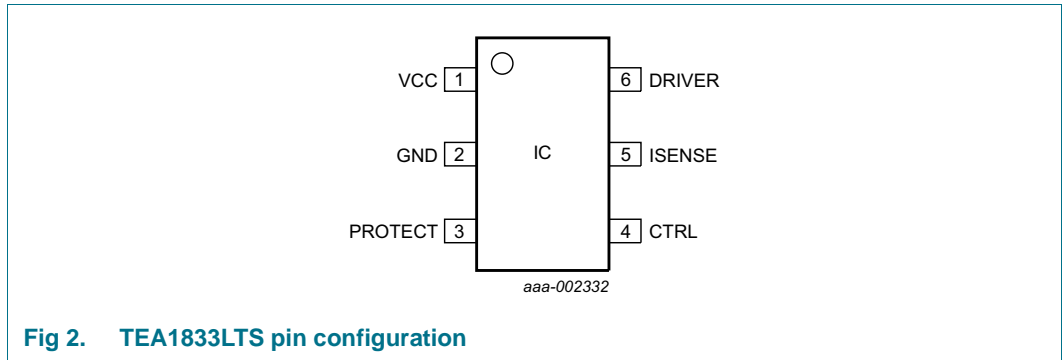 VCC 1 6 DRIVER
GND 2 IC 5 ISENSE
PROTECT 3 4 CTRL
aaa-002332
Fig 2. TEA1833LTS pin configuration